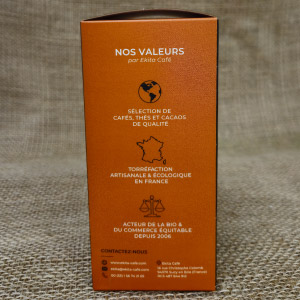 NOS VALEURS
par Ekita Café
SÉLECTION DE
CAFÉS, THÉS ET CACAOS
DE QUALITÉ
TORRÉFACTION
ARTISANALE & ÉCOLOGIQUE
EN FRANCE
ACTEUR DE LA BIO &
DU COMMERCE ÉQUITABLE
DEPUIS 2006
CONTACTEZ-NOUS
Ekita Café